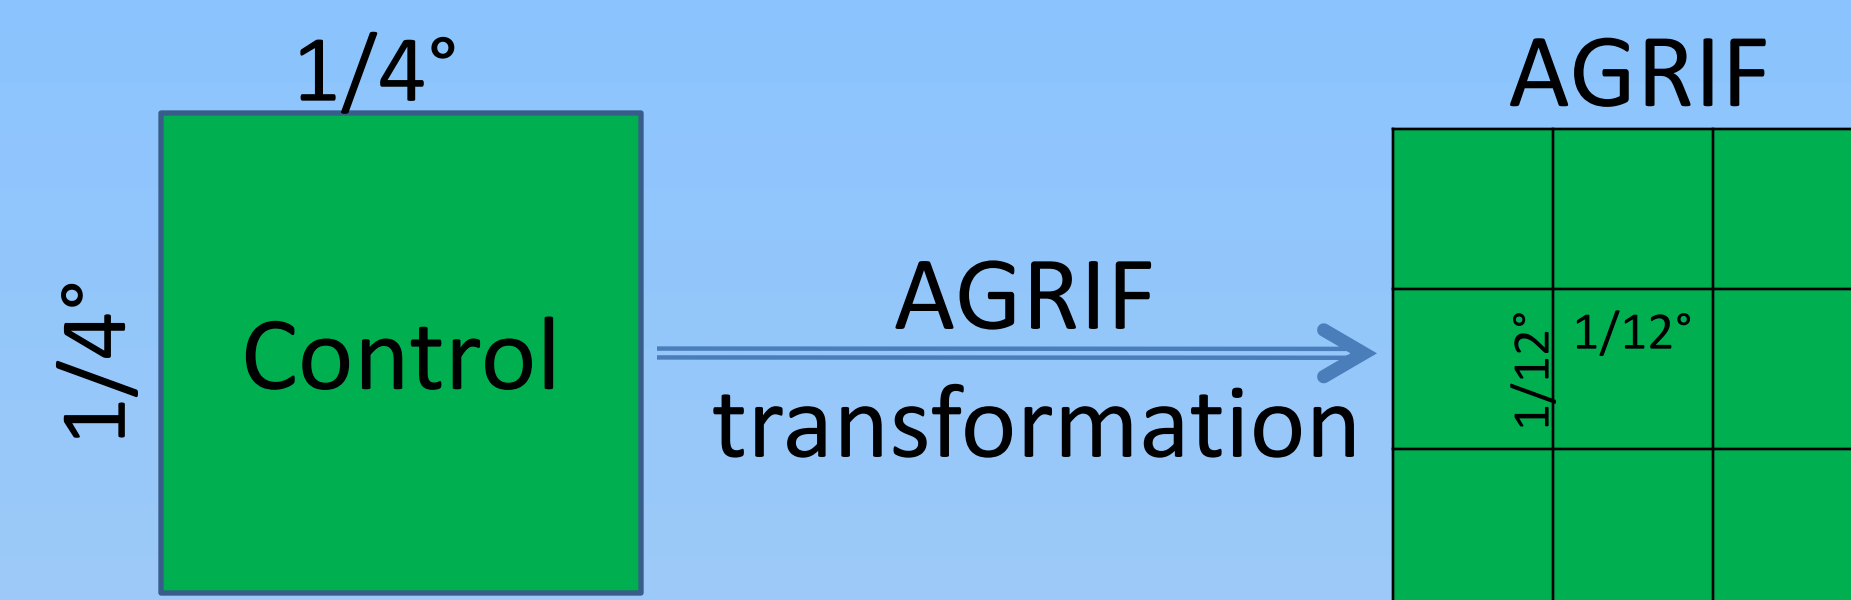 1/4°
1/4°
Control
AGRIF
transformation
AGRIF
1/12°
1/12°